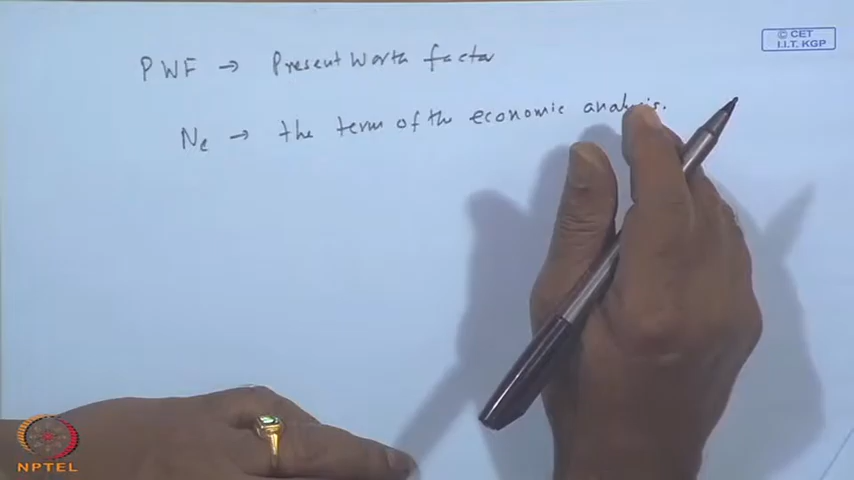 © CET
I.I.T. KGP
PWF → Present Worth factor
Ne → the term of the economic analysis.
NPTEL